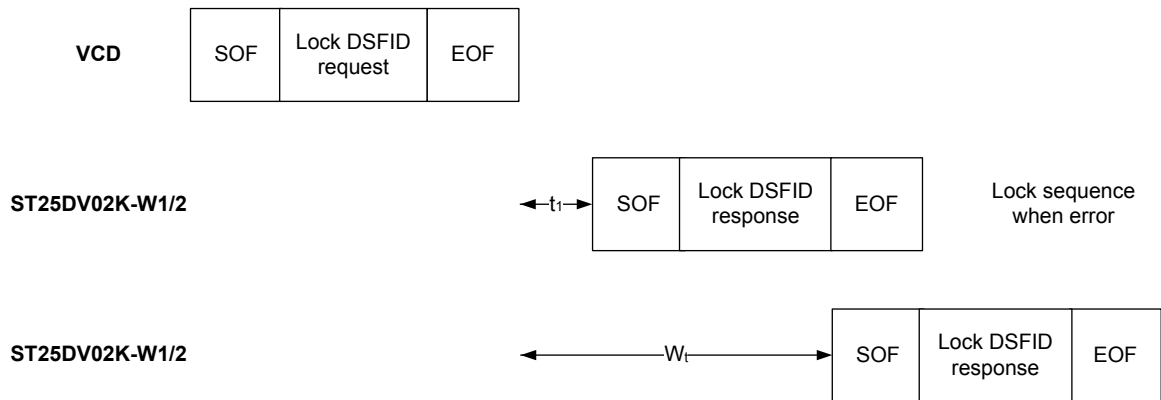 VCD
SOF
Lock DSFID
request
EOF
ST25DV02K-W1/2
t1
SOF
Lock DSFID
response
EOF
Lock sequence
when error
ST25DV02K-W1/2
Wt
SOF
Lock DSFID
response
EOF